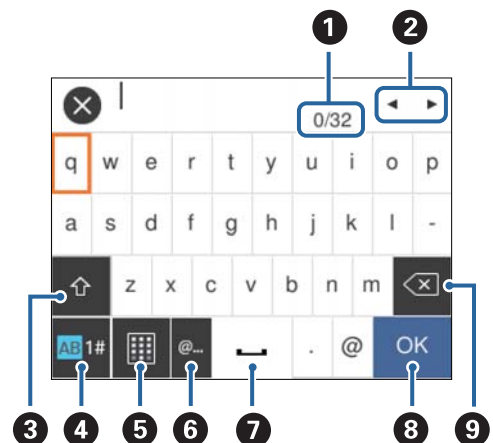 1 2
0/32
q w e r t y u i o p
a s d f g h j k l -
z x c v b n m
AB 1# @... . @ OK
3 4 5 6 7 8 9